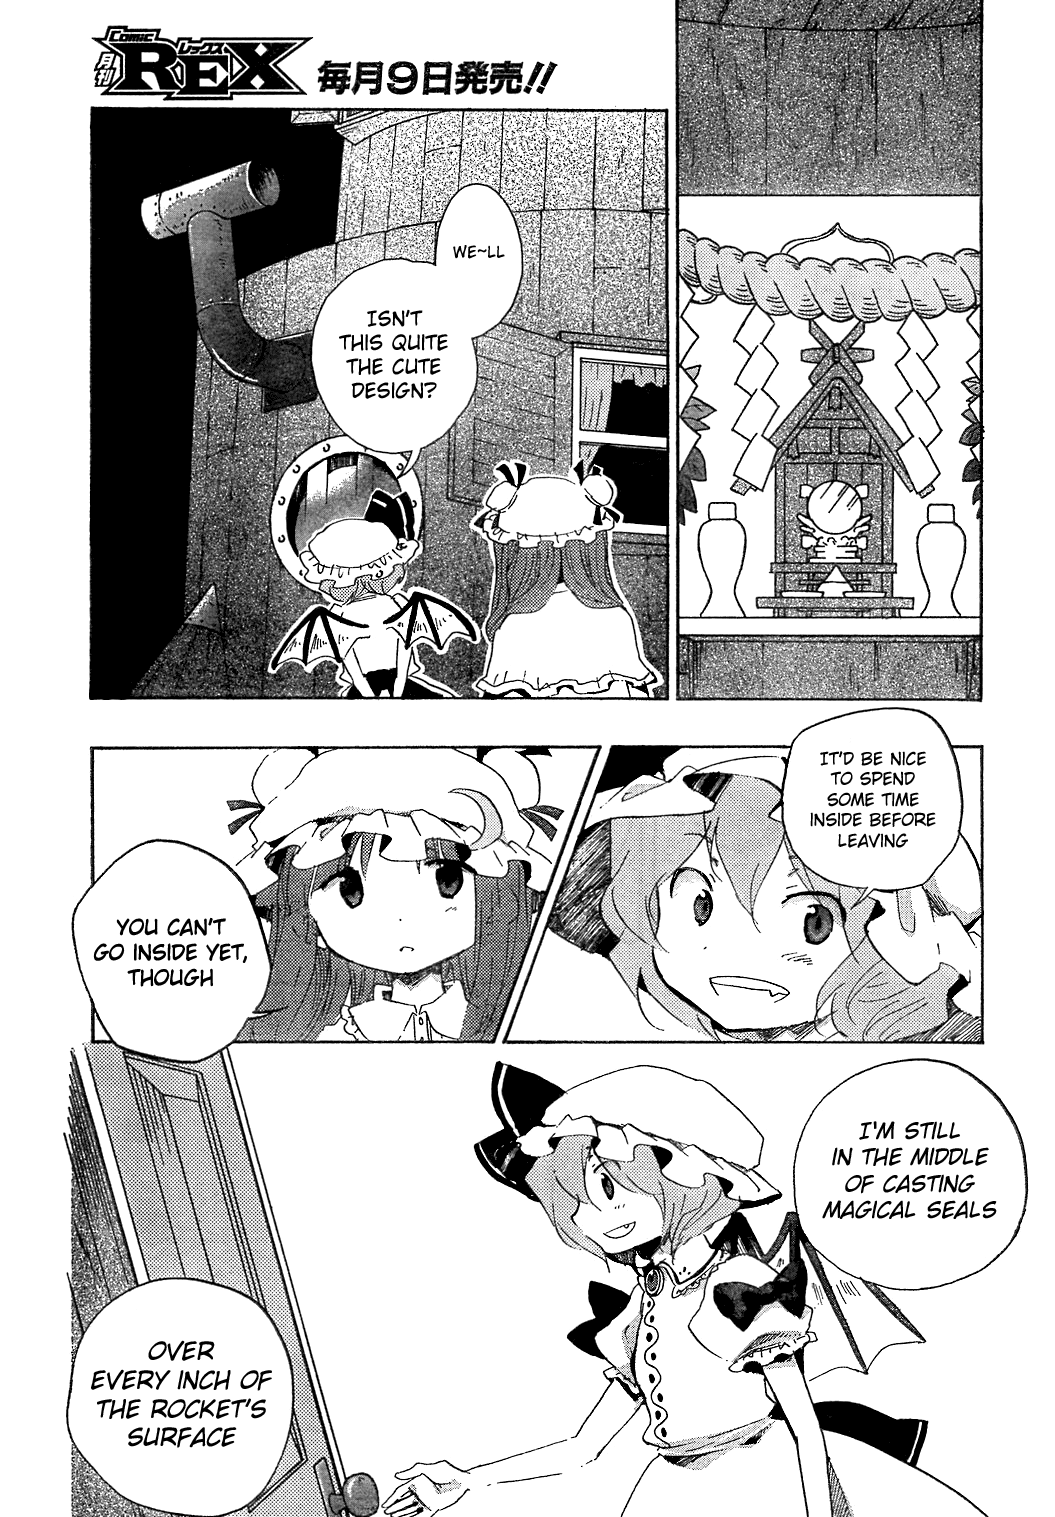 Comic
月刊
レックス
REX
毎月9日発売!!
WE~LL
ISN'T
THIS QUITE
THE CUTE
DESIGN?
IT'D BE NICE
TO SPEND
SOME TIME
INSIDE BEFORE
LEAVING
YOU CAN'T
GO INSIDE YET,
THOUGH
I'M STILL
IN THE MIDDLE
OF CASTING
MAGICAL SEALS
OVER
EVERY INCH OF
THE ROCKET'S
SURFACE